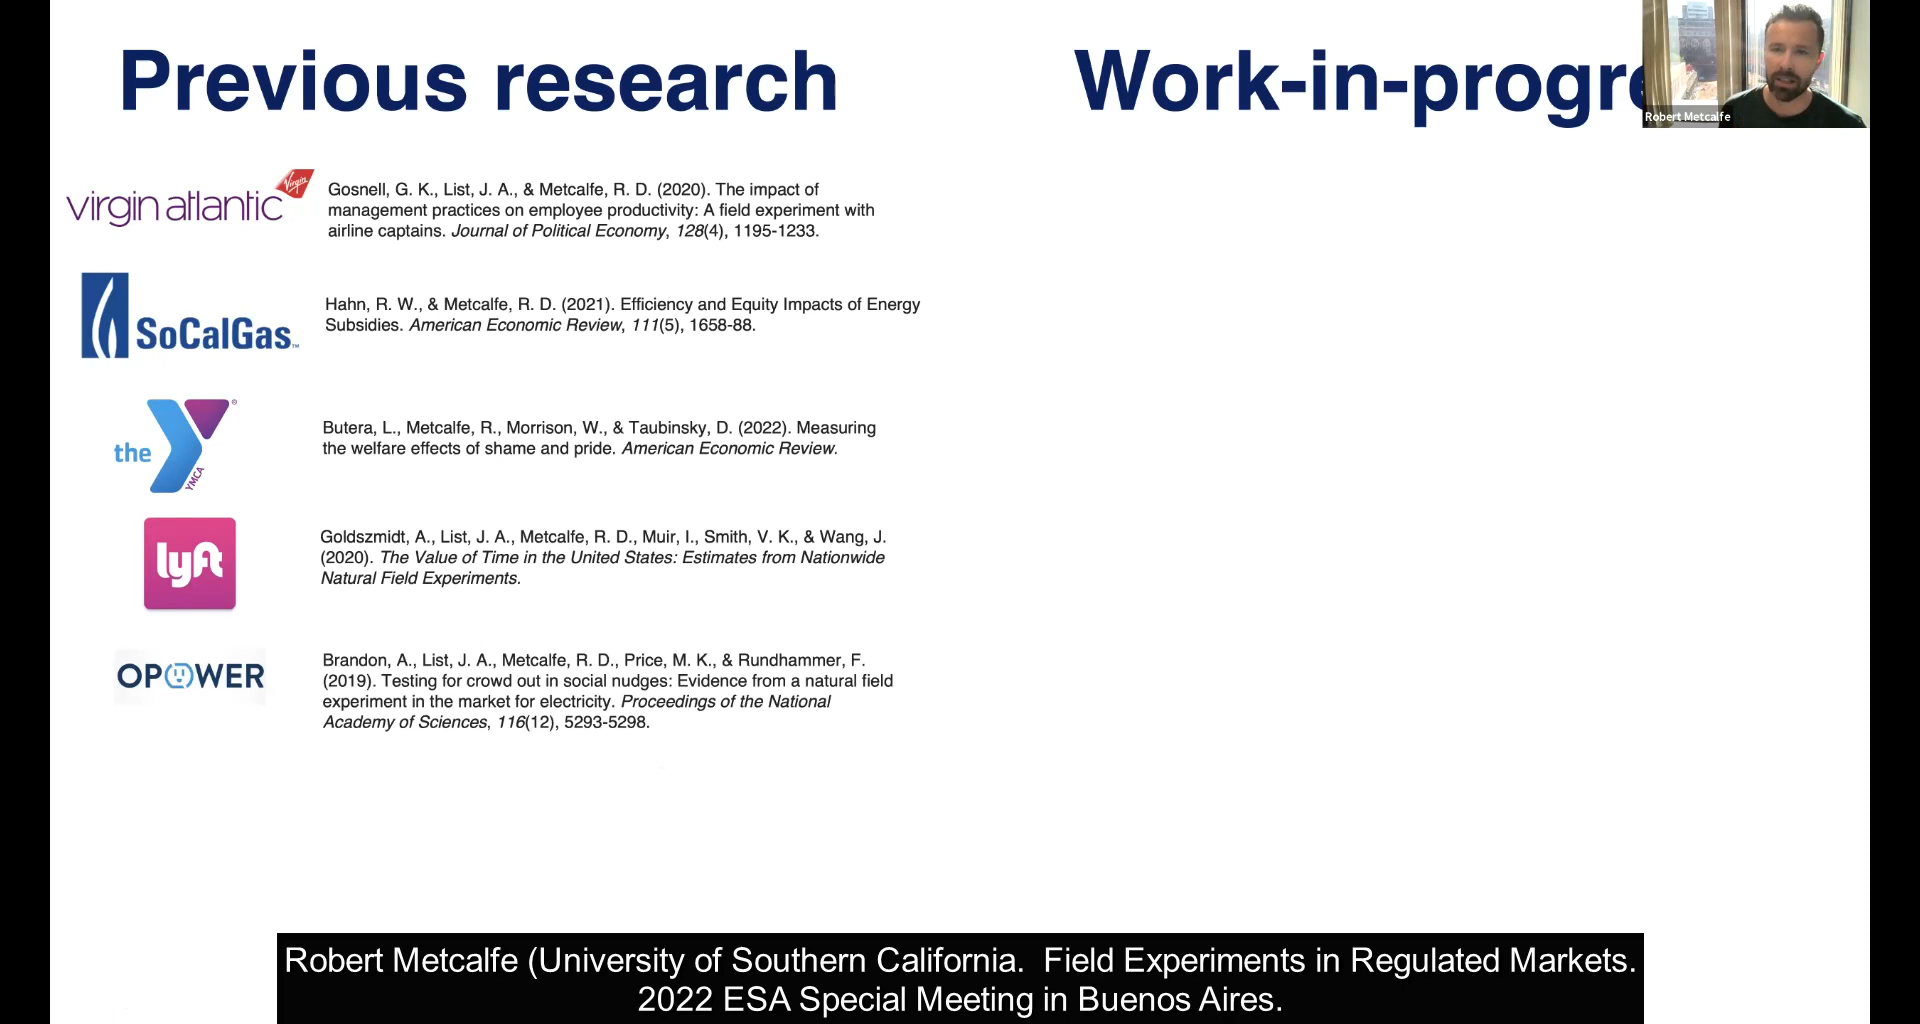 Previous research
Work-in-progre
Robert Metcalfe
virgin atlantic
Virgin
Gosnell, G. K., List, J. A., & Metcalfe, R. D. (2020). The impact of
management practices on employee productivity: A field experiment with
airline captains. Journal of Political Economy, 128(4), 1195-1233.
SoCalGas™
Hahn, R. W., & Metcalfe, R. D. (2021). Efficiency and Equity Impacts of Energy
Subsidies. American Economic Review, 111(5), 1658-88.
the
YMCA
®
Butera, L., Metcalfe, R., Morrison, W., & Taubinsky, D. (2022). Measuring
the welfare effects of shame and pride. American Economic Review.
lyft
Goldszmidt, A., List, J. A., Metcalfe, R. D., Muir, I., Smith, V. K., & Wang, J.
(2020). The Value of Time in the United States: Estimates from Nationwide
Natural Field Experiments.
OPOWER
Brandon, A., List, J. A., Metcalfe, R. D., Price, M. K., & Rundhammer, F.
(2019). Testing for crowd out in social nudges: Evidence from a natural field
experiment in the market for electricity. Proceedings of the National
Academy of Sciences, 116(12), 5293-5298.
Robert Metcalfe (University of Southern California.  Field Experiments in Regulated Markets.
2022 ESA Special Meeting in Buenos Aires.